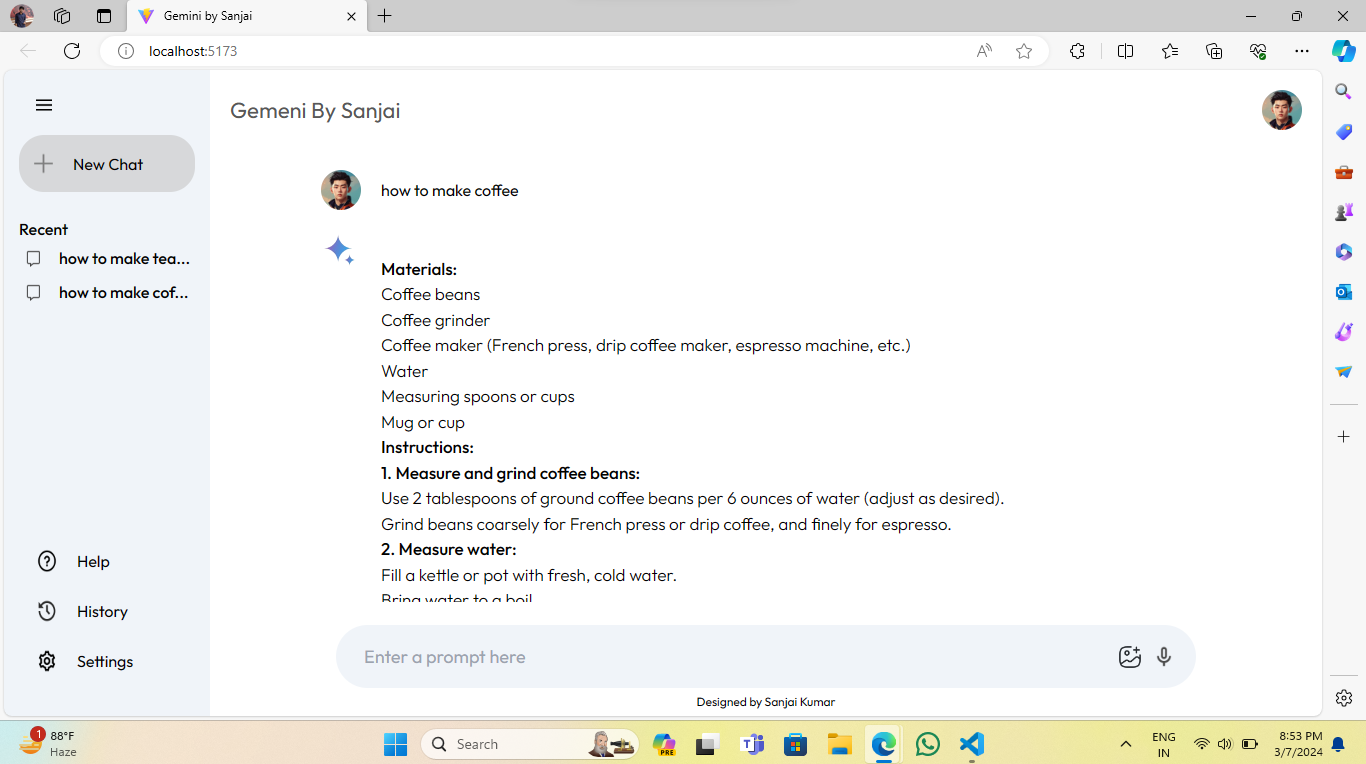 Gemini by Sanjai
localhost:5173
Gemeni By Sanjai
New Chat
Recent
how to make tea...
how to make cof...
Help
History
Settings
how to make coffee
Materials:
Coffee beans
Coffee grinder
Coffee maker (French press, drip coffee maker, espresso machine, etc.)
Water
Measuring spoons or cups
Mug or cup
Instructions:
1. Measure and grind coffee beans:
Use 2 tablespoons of ground coffee beans per 6 ounces of water (adjust as desired).
Grind beans coarsely for French press or drip coffee, and finely for espresso.
2. Measure water:
Fill a kettle or pot with fresh, cold water.
Bring water to a boil
Enter a prompt here
Designed by Sanjai Kumar
1
88°F
Haze
Search
PRE
ENG
IN
8:53 PM
3/7/2024